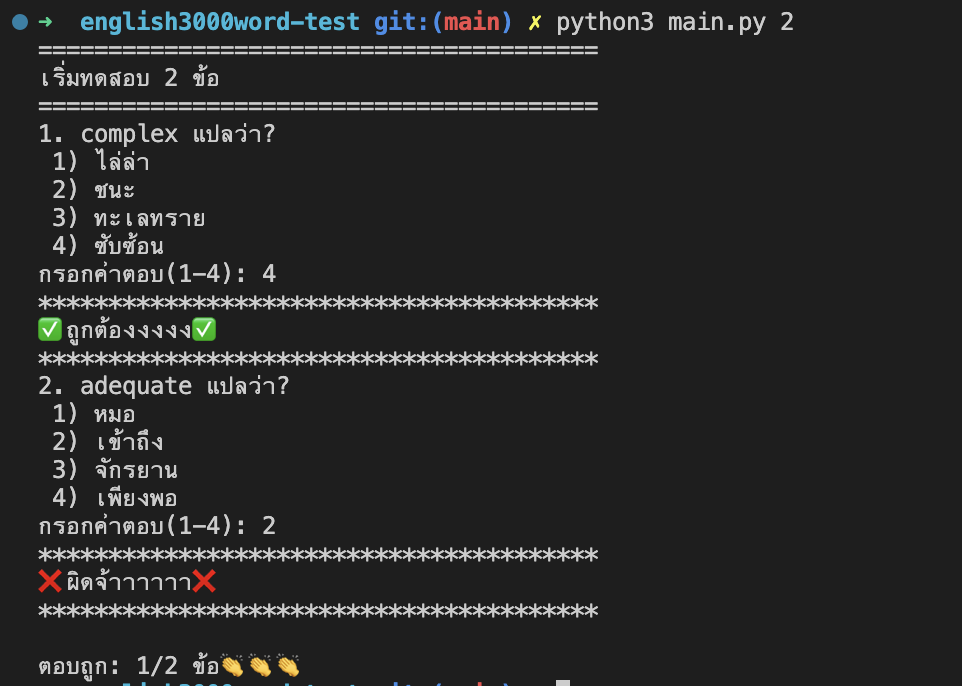 ➜ english3000word-test git:(main) ✗ python3 main.py 2
========================================
เริ่มทดสอบ 2 ข้อ
========================================
1. complex แปลว่า?
1) ไล่ล่า
2) ชนะ
3) ทะเลทราย
4) ซับซ้อน
กรอกคำตอบ(1-4): 4
****************************************
✅ถูกต้องงงงง✅
****************************************
2. adequate แปลว่า?
1) หมอ
2) เข้าถึง
3) จักรยาน
4) เพียงพอ
กรอกคำตอบ(1-4): 2
****************************************
❌ผิดจ้าาาาาา❌
****************************************
ตอบถูก: 1/2 ข้อ👏👏👏